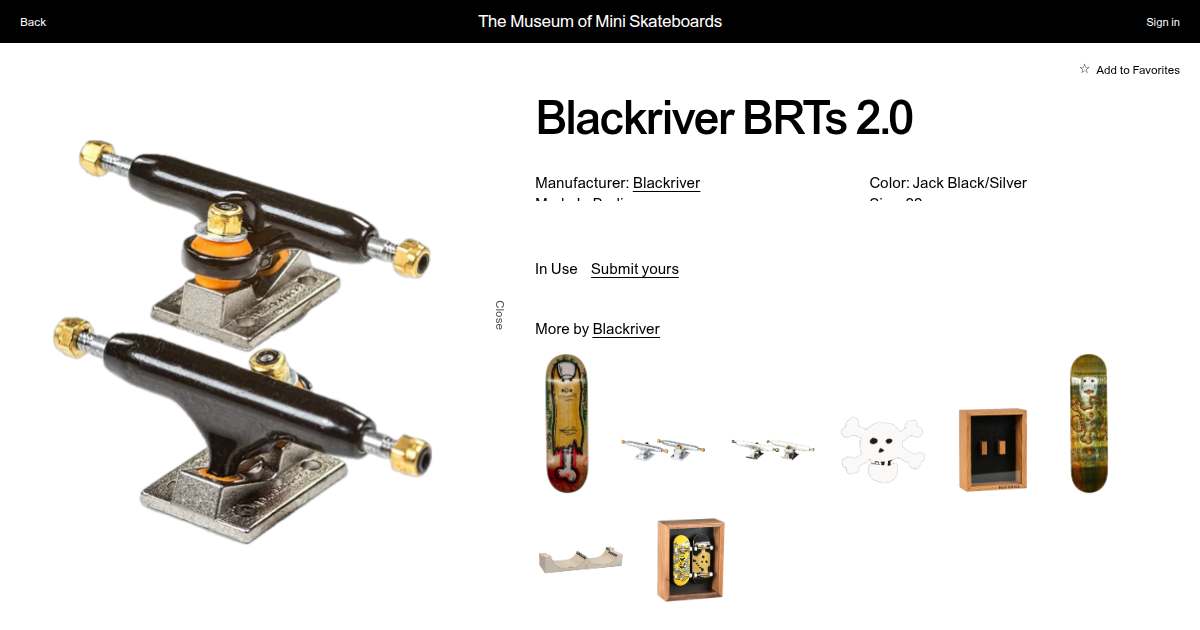 Back
The Museum of Mini Skateboards
Sign in
☆ Add to Favorites
Blackriver BRTs 2.0
Manufacturer: Blackriver
Color: Jack Black/Silver
In Use Submit yours
Close
More by Blackriver